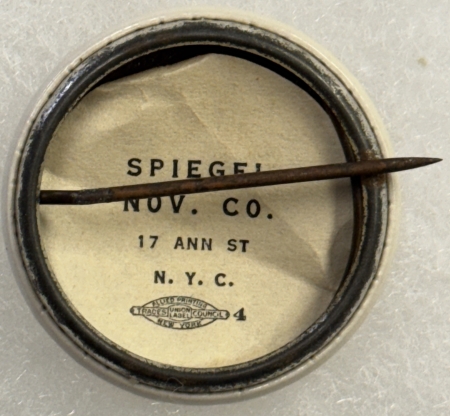 SPIEGEL
NOV. CO.
17 ANN ST
N. Y. C.
ALLIED PRINTING
TRADES UNION LABEL COUNCIL 4
NEW YORK